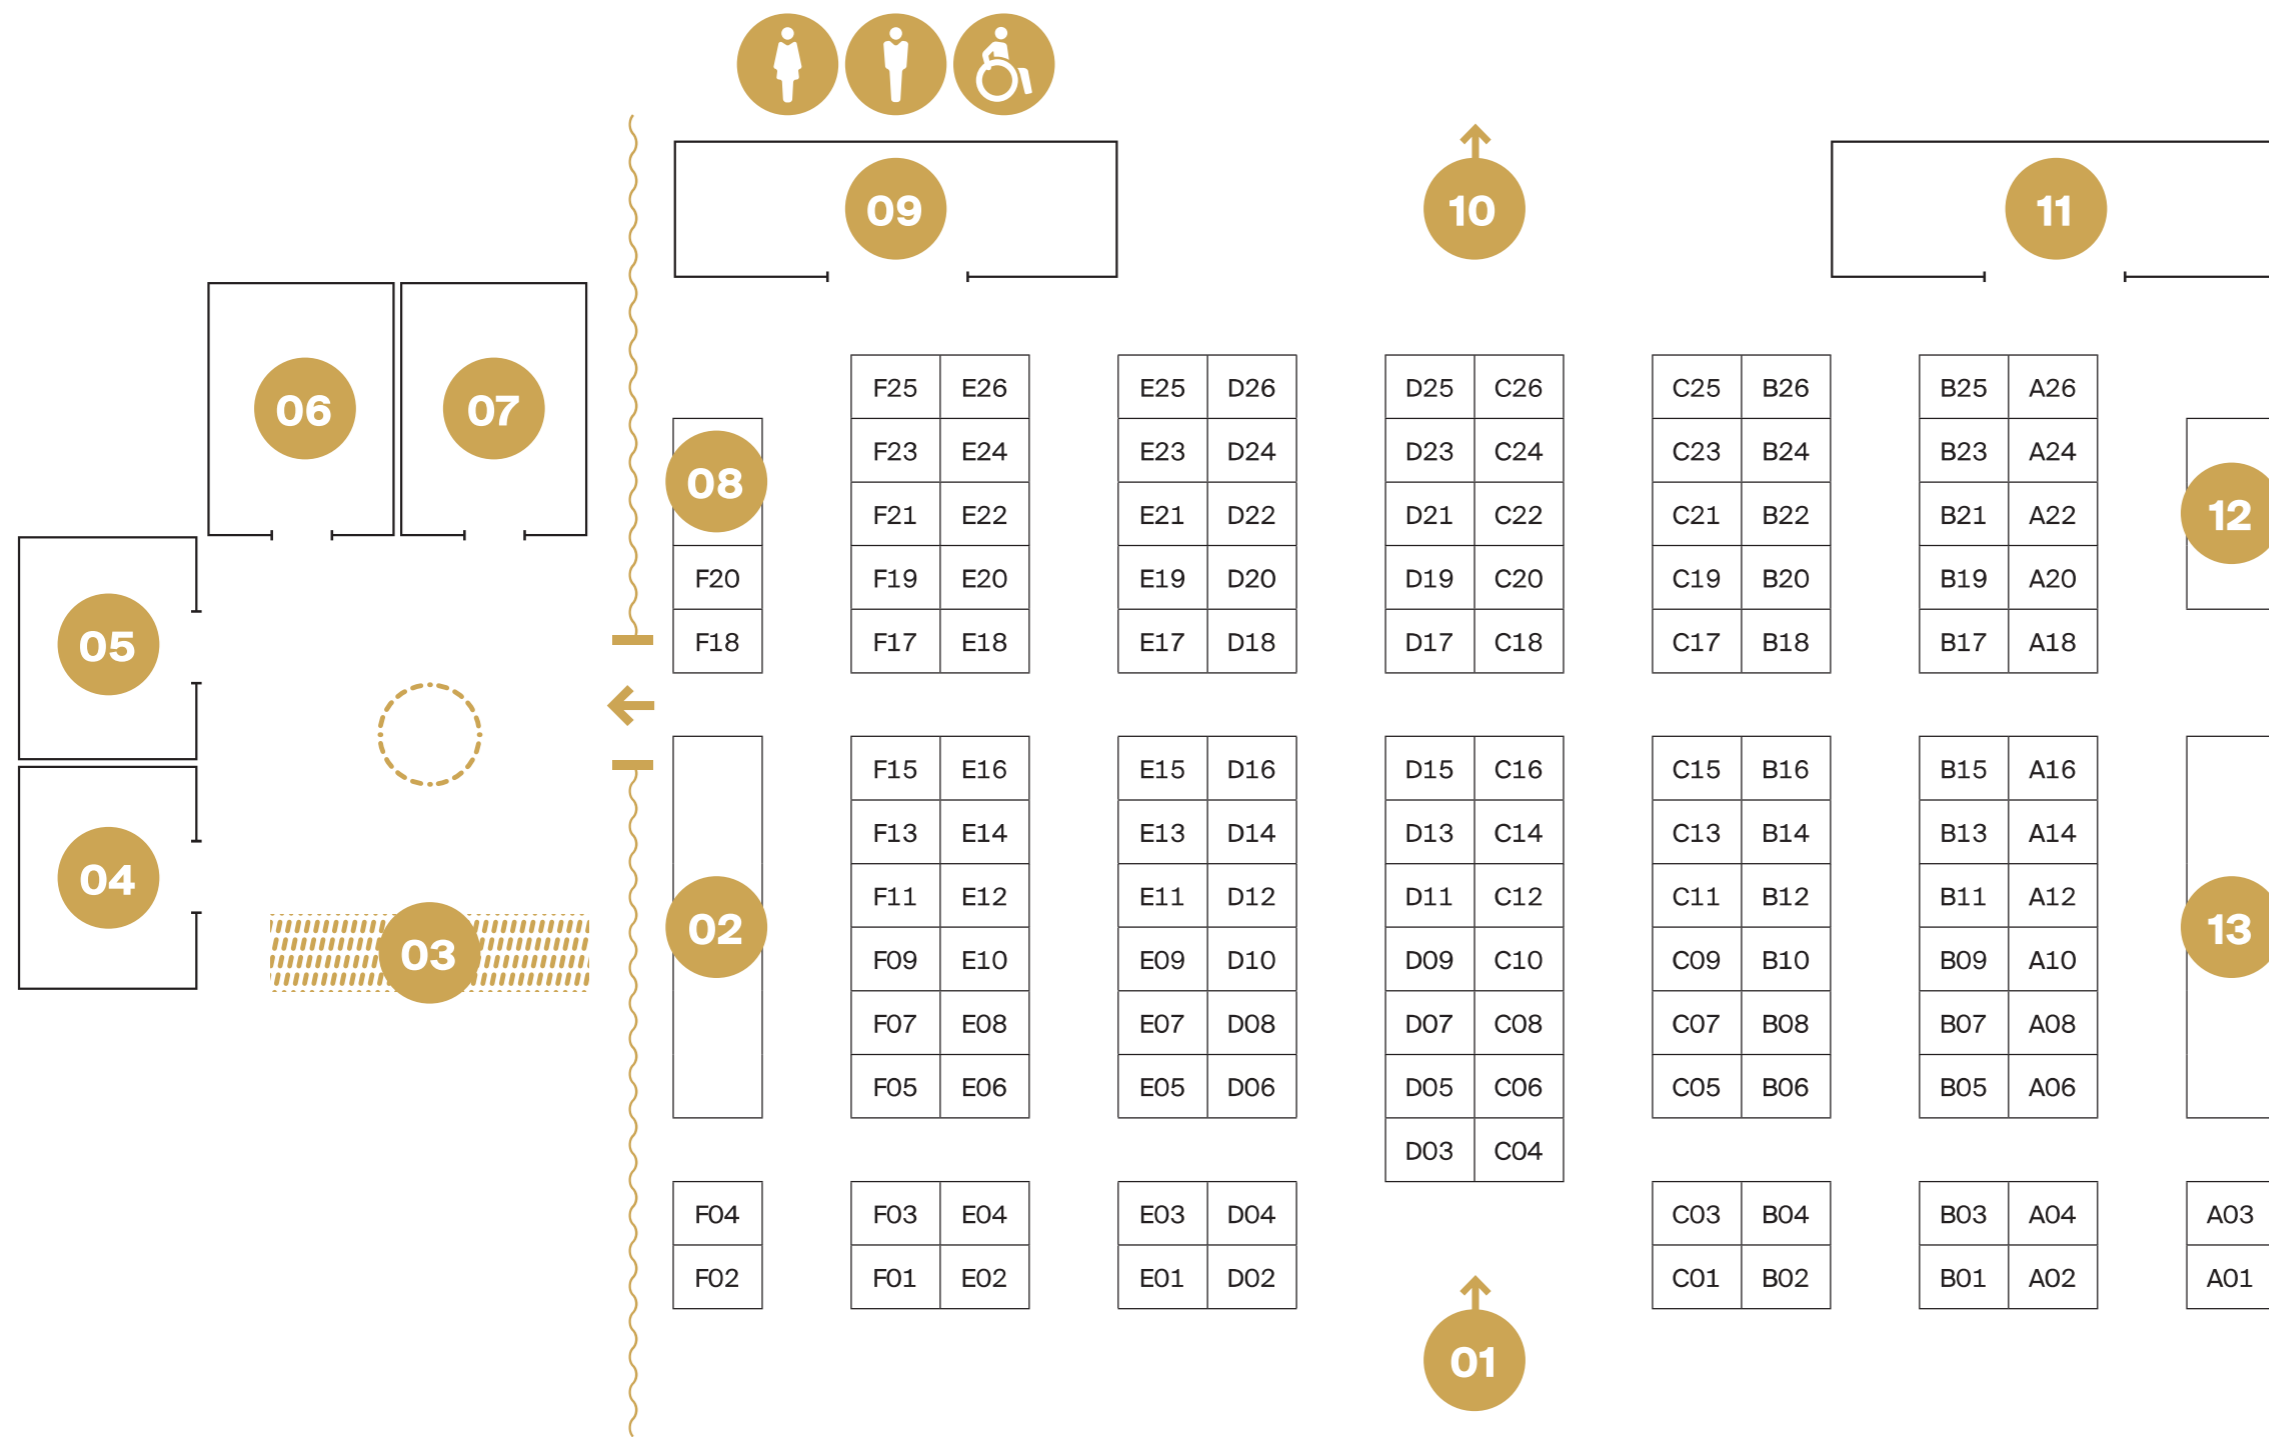 09 10 11
06 07
F25 E26 E25 D26 D25 C26 C25 B26 B25 A26
F23 E24 E23 D24 D23 C24 C23 B24 B23 A24
08
F21 E22 E21 D22 D21 C22 C21 B22 B21 A22 12
F20 F19 E20 E19 D20 D19 C20 C19 B20 B19 A20
05 F18 F17 E18 E17 D18 D17 C18 C17 B18 B17 A18
F15 E16 E15 D16 D15 C16 C15 B16 B15 A16
F13 E14 E13 D14 D13 C14 C13 B14 B13 A14
04 F11 E12 E11 D12 D11 C12 C11 B12 B11 A12
02 13
03 F09 E10 E09 D10 D09 C10 C09 B10 B09 A10
F07 E08 E07 D08 D07 C08 C07 B08 B07 A08
F05 E06 E05 D06 D05 C06 C05 B06 B05 A06
D03 C04
F04 F03 E04 E03 D04 C03 B04 B03 A04 A03
F02 F01 E02 E01 D02 C01 B02 B01 A02 A01
01